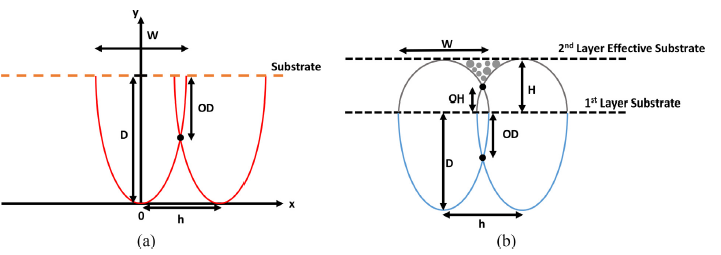 y
W
Substrate
OD
D
0
h
x
(a)
W
2nd Layer Effective Substrate
H
OH
1st Layer Substrate
D
OD
h
(b)